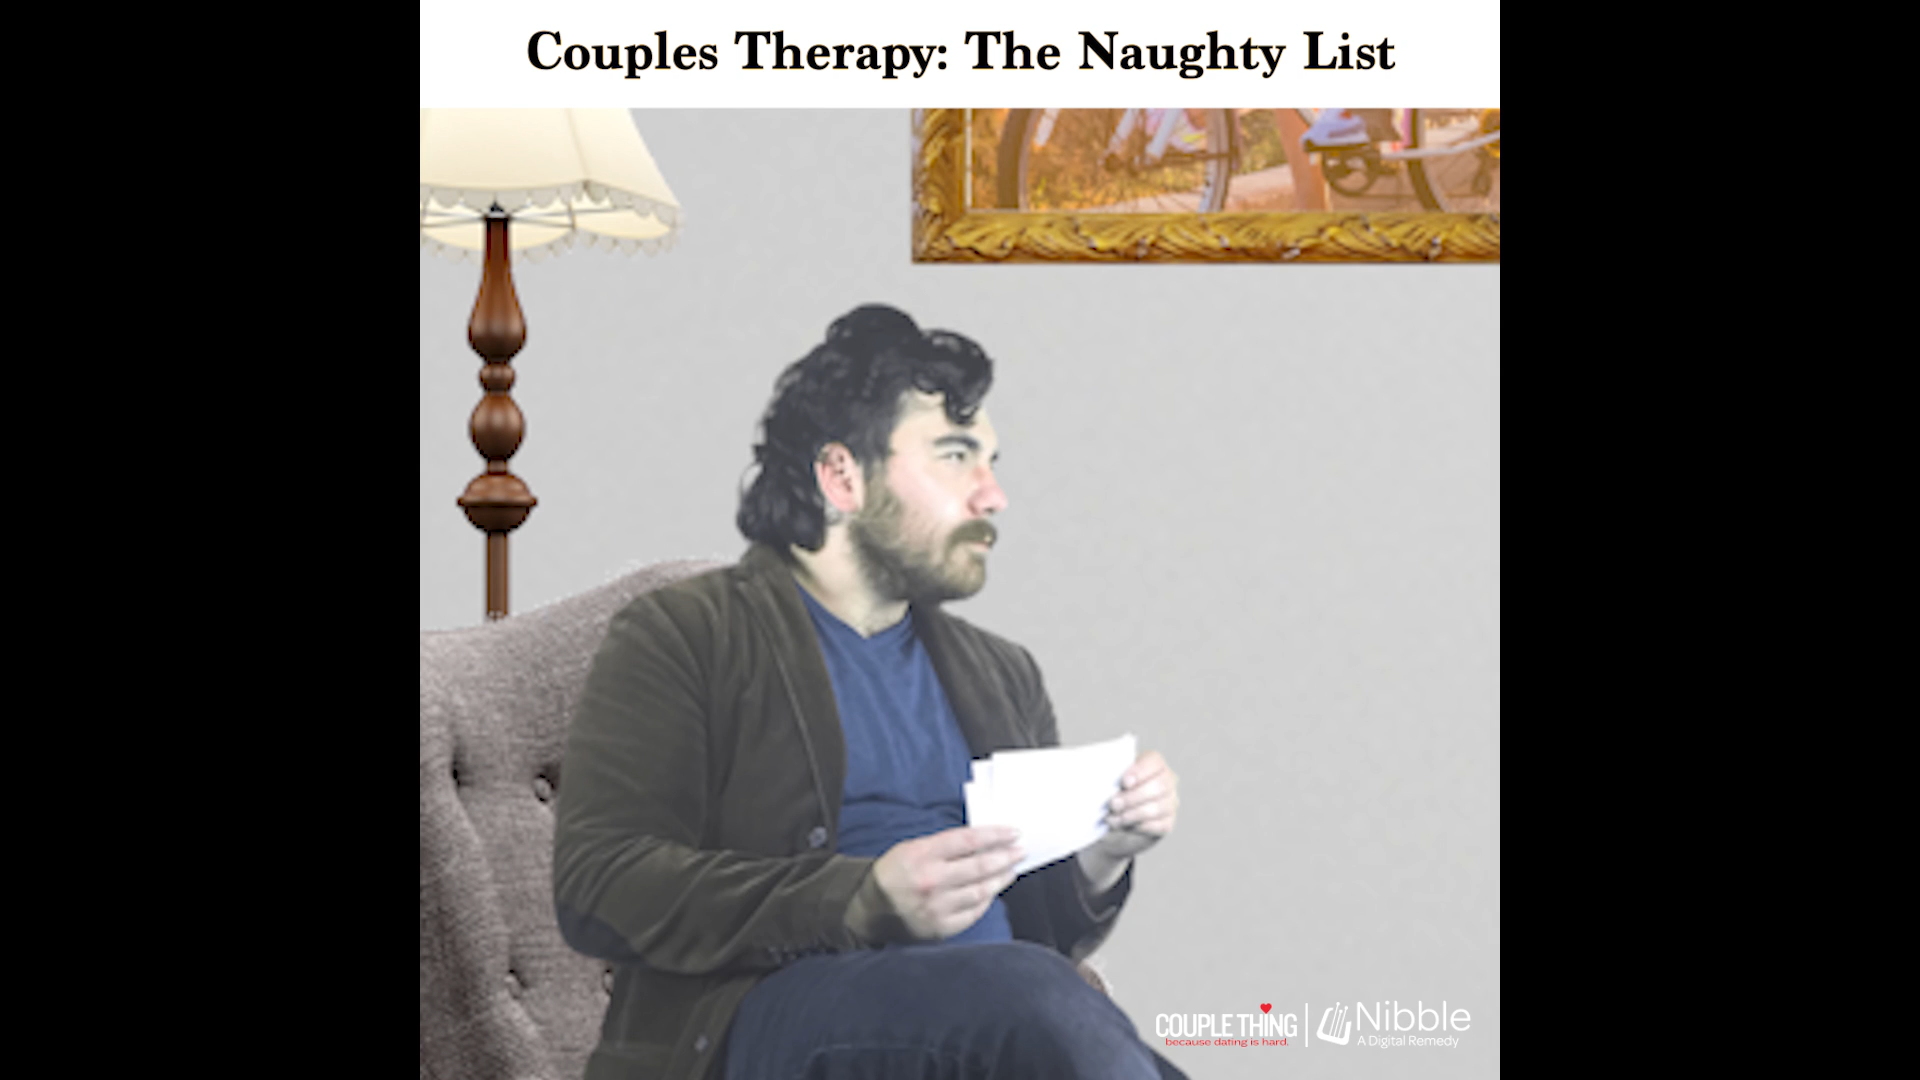 Couples Therapy: The Naughty List
COUPLE THING
because dating is hard.
Nibble
A Digital Remedy